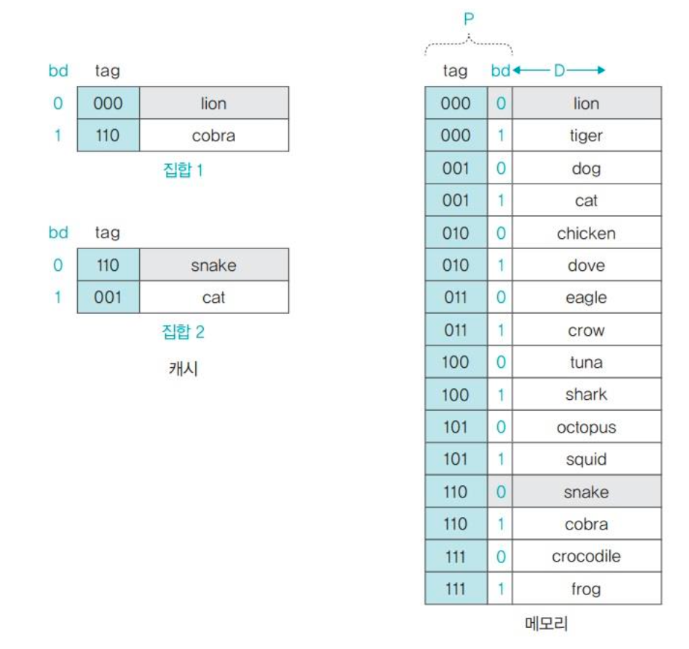 bd tag
0 000 lion
1 110 cobra
집합 1
bd tag
0 110 snake
1 001 cat
집합 2
캐시
P
tag bd D
000 0 lion
000 1 tiger
001 0 dog
001 1 cat
010 0 chicken
010 1 dove
011 0 eagle
011 1 crow
100 0 tuna
100 1 shark
101 0 octopus
101 1 squid
110 0 snake
110 1 cobra
111 0 crocodile
111 1 frog
메모리